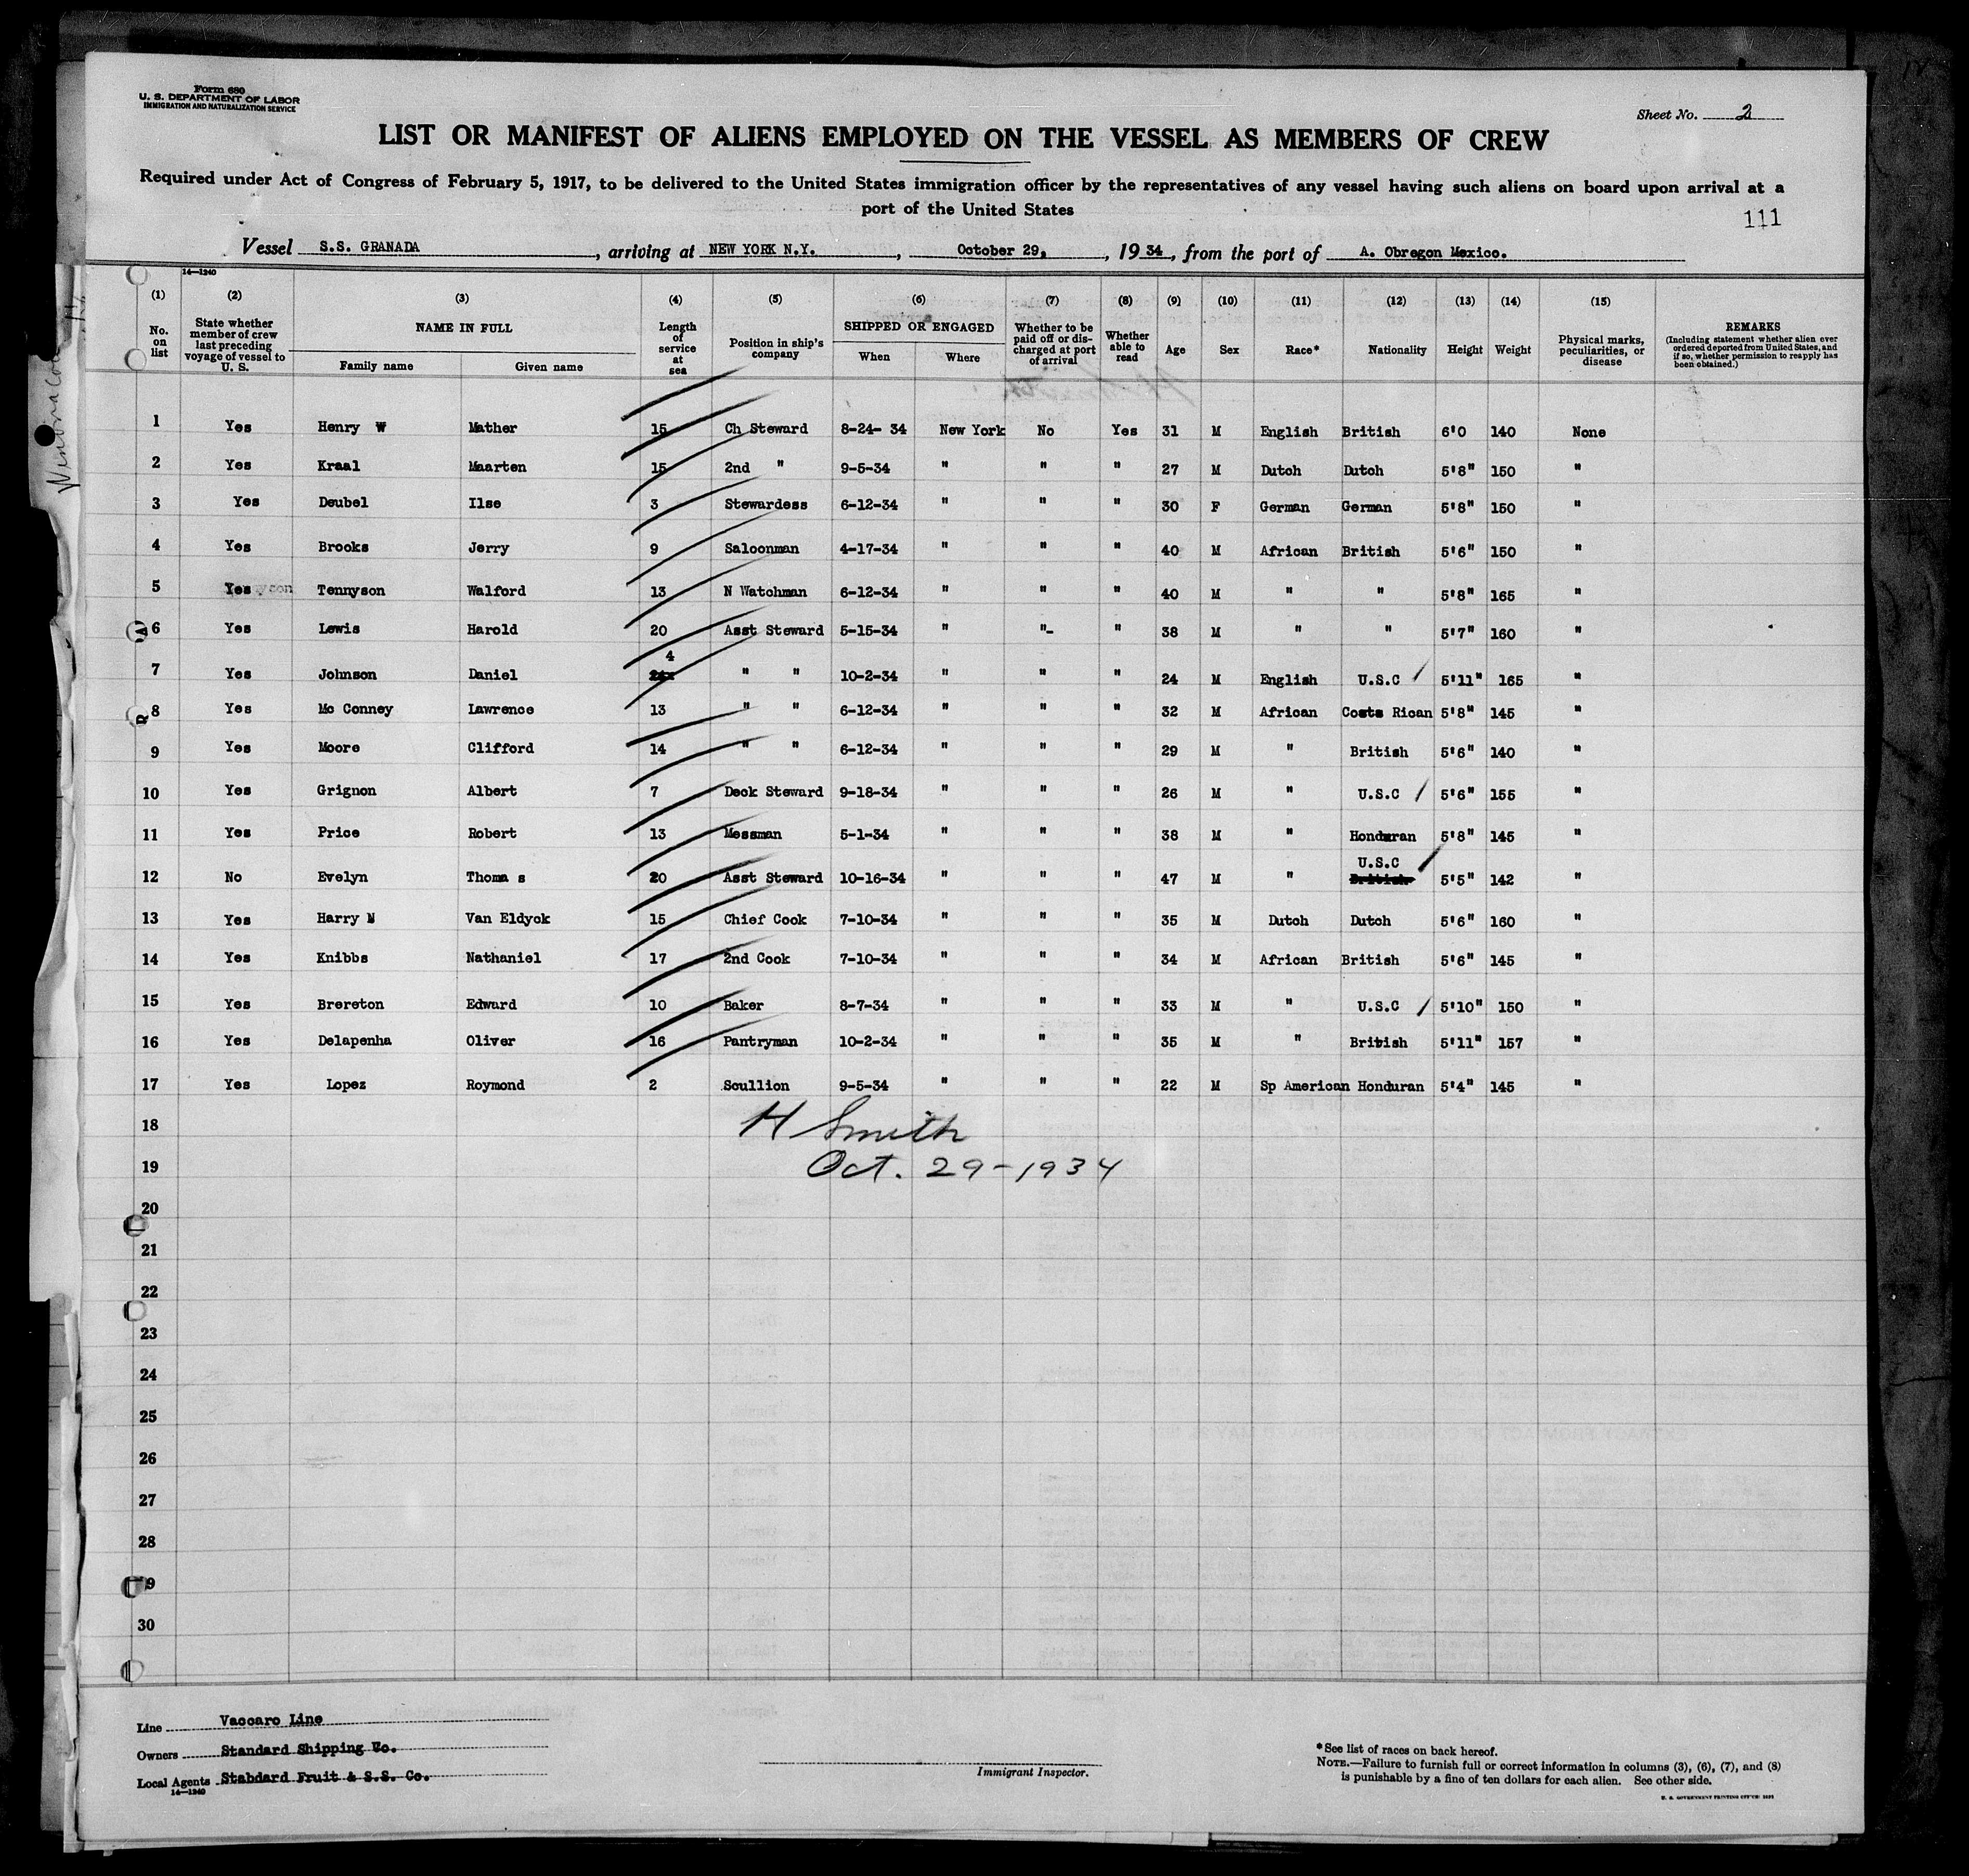 Form 680
U. S. DEPARTMENT OF LABOR
IMMIGRATION AND NATURALIZATION SERVICE
Sheet No. 2
LIST OR MANIFEST OF ALIENS EMPLOYED ON THE VESSEL AS MEMBERS OF CREW
Required under Act of Congress of February 5, 1917, to be delivered to the United States immigration officer by the representatives of any vessel having such aliens on board upon arrival at a
port of the United States
111
Vessel S.S. GRANADA, arriving at NEW YORK N.Y., October 29, 1934, from the port of A. Obregon Mexico.
14—1240
(1) (2) (3) (4) (5) (6) (7) (8) (9) (10) (11) (12) (13) (14) (15)
No. on list State whether member of crew last preceding voyage of vessel to U. S. NAME IN FULL Family name Given name Length of service at sea Position in ship's company SHIPPED OR ENGAGED When Where Whether to be paid off or discharged at port of arrival Whether able to read Age Sex Race* Nationality Height Weight Physical marks, peculiarities, or disease REMARKS (Including statement whether alien ever ordered deported from United States, and if so, whether permission to reapply has been obtained.)
1 Yes Henry W Mather 15 Ch Steward 8-24- 34 New York No Yes 31 M English British 6'0 140 None
2 Yes Kraal Maarten 15 2nd " 9-5-34 " " " 27 M Dutch Dutch 5'8" 150 "
3 Yes Deubel Ilse 3 Stewardess 6-12-34 " " " 30 F German German 5'8" 150 "
4 Yes Brooks Jerry 9 Saloonman 4-17-34 " " " 40 M African British 5'6" 150 "
5 Yes Tennyson Walford 13 N Watchman 6-12-34 " " " 40 M " " 5'8" 165 "
6 Yes Lewis Harold 20 Asst Steward 5-15-34 " "- " 38 M " " 5'7" 160 "
7 Yes Johnson Daniel 4 " " 10-2-34 " " " 24 M English U.S.C 5'11" 165 "
8 Yes Mc Conney Lawrence 13 " " 6-12-34 " " " 32 M African Costa Rican 5'8" 145 "
9 Yes Moore Clifford 14 " " 6-12-34 " " " 29 M " British 5'6" 140 "
10 Yes Grignon Albert 7 Deck Steward 9-18-34 " " " 26 M " U.S.C 5'6" 155 "
11 Yes Price Robert 13 Messman 5-1-34 " " " 38 M " Honduran 5'8" 145 "
12 No Evelyn Thoma s 20 Asst Steward 10-16-34 " " " 47 M " U.S.C British 5'5" 142 "
13 Yes Harry N Van Eldyck 15 Chief Cook 7-10-34 " " " 35 M Dutch Dutch 5'6" 160 "
14 Yes Knibbs Nathaniel 17 2nd Cook 7-10-34 " " " 34 M African British 5'6" 145 "
15 Yes Brereton Edward 10 Baker 8-7-34 " " " 33 M " U.S.C 5'10" 150 "
16 Yes Delapenha Oliver 16 Pantryman 10-2-34 " " " 35 M " British 5'11" 157 "
17 Yes Lopez Roymond 2 Scullion 9-5-34 " " " 22 M Sp American Honduran 5'4" 145 "
18 H Smith
19 Oct. 29-1934
20
21
22
23
24
25
26
27
28
29
30
Line Vaccaro Line
Owners Standard Shipping Co.
Local Agents Stabdard Fruit & S.S. Co.
14—1240
Immigrant Inspector.
*See list of races on back hereof.
NOTE.—Failure to furnish full or correct information in columns (3), (6), (7), and (8)
is punishable by a fine of ten dollars for each alien. See other side.